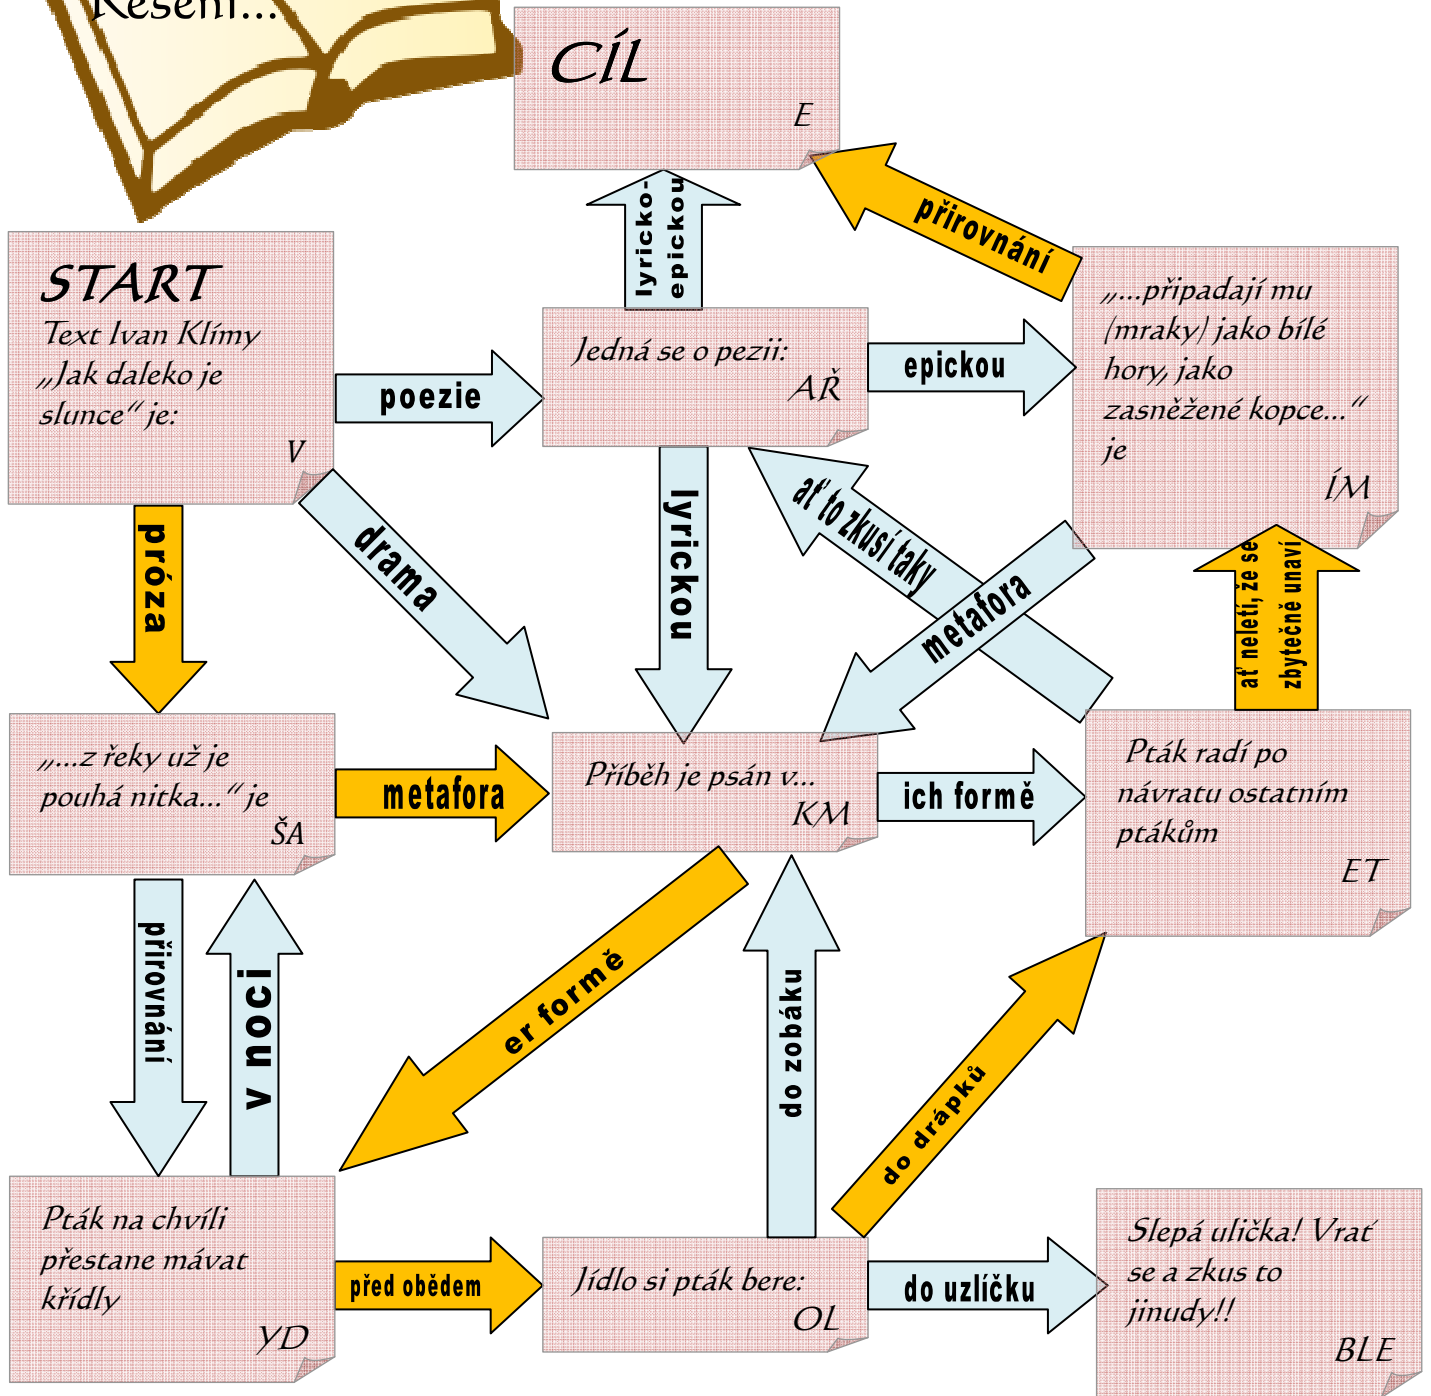 Řešení...
CÍL
E
přirovnání
lyricko-
epickou
START
Text Ivan Klímy
„Jak daleko je
slunce“ je:
V
poezie
Jedná se o pezii:
AŘ
epickou
„...připadají mu
(mraky) jako bílé
hory, jako
zasněžené kopce...“
je
ÍM
próza
drama
lyrickou
ať to zkusí taky
metafora
ať neletí, že se
zbytečně unaví
„...z řeky už je
pouhá nitka...“ je
ŠA
metafora
Příběh je psán v...
KM
ich formě
Pták radí po
návratu ostatním
ptákům
ET
přirovnání
v noci
er formě
do zobáku
do drápků
Pták na chvíli
přestane mávat
křídly
YD
před obědem
Jídlo si pták bere:
OL
do uzlíčku
Slepá ulička! Vrať
se a zkus to
jinudy!!
BLE